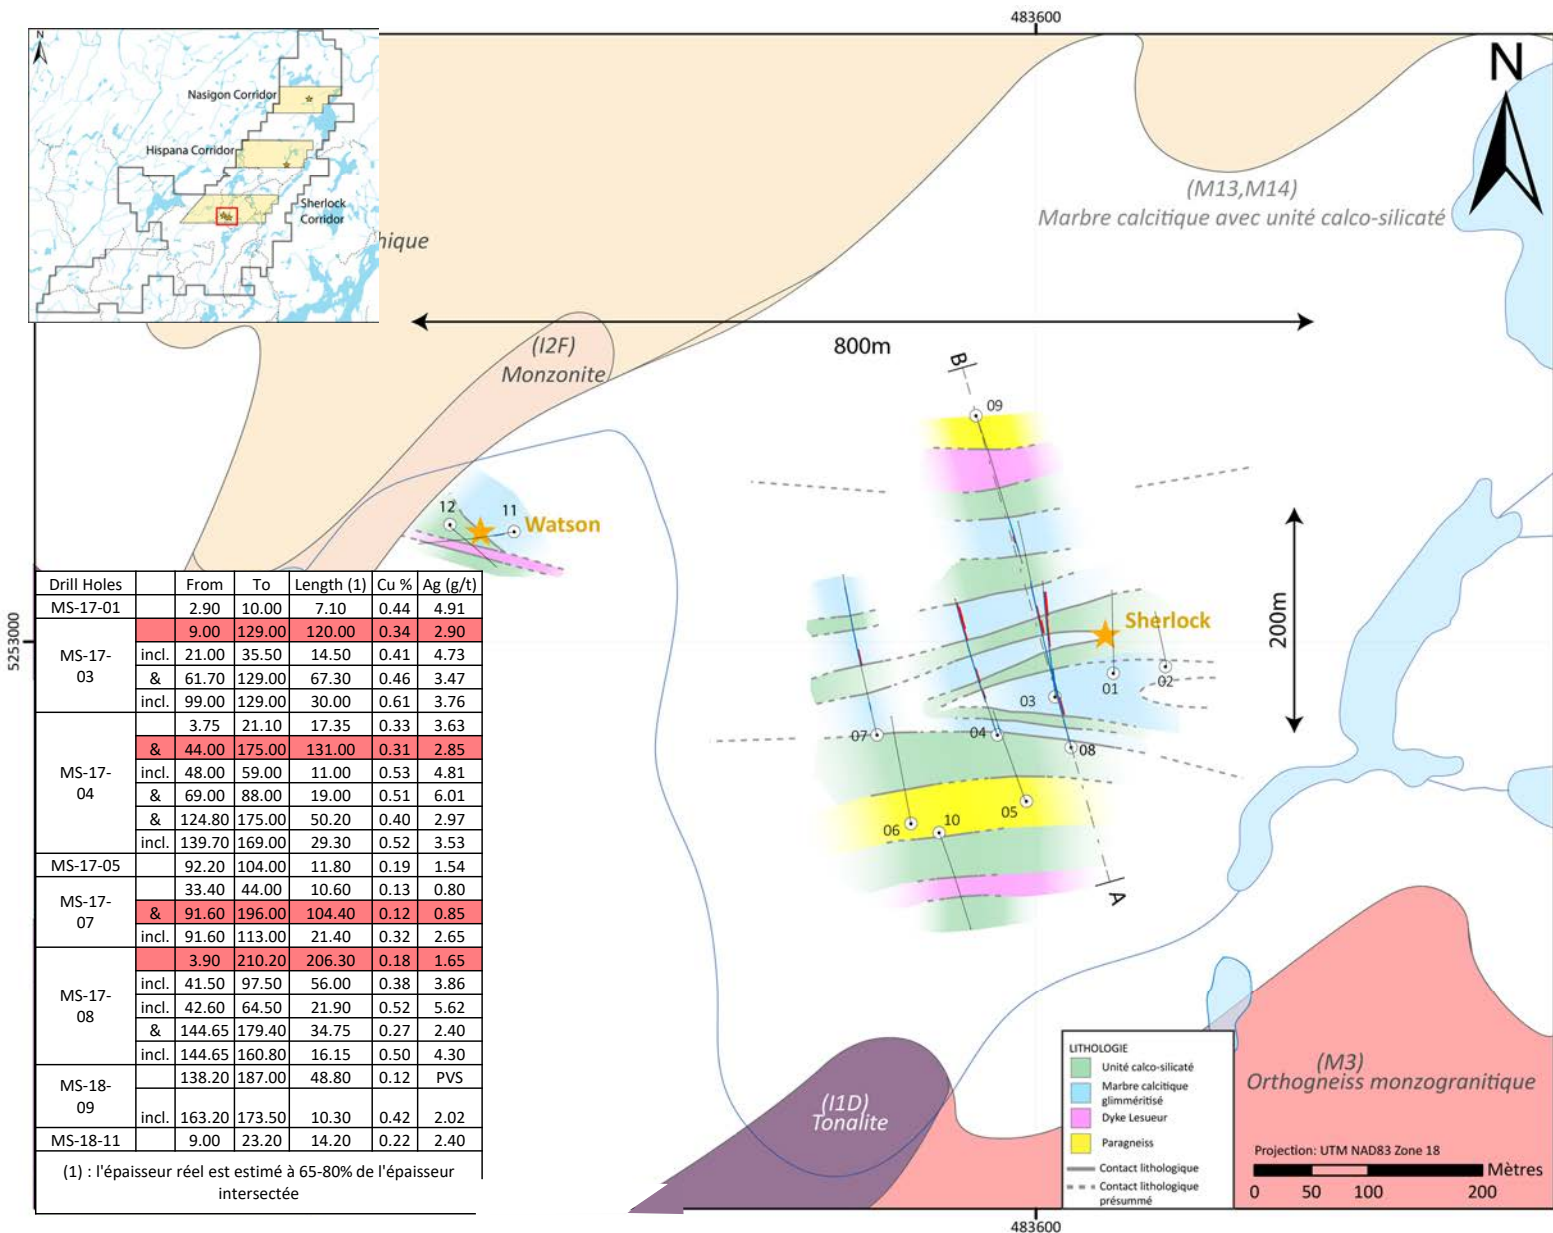 483600
N
N
Nasigon Corridor
Hispana Corridor
Sherlock
Corridor
hique
(M13,M14)
Marbre calcitique avec unité calco-silicaté
800m
(I2F)
Monzonite
B
09
12
11
Watson
Sherlock
200m
01
02
03
04
07
08
05
06
10
A
5253000
Drill Holes From To Length (1) Cu % Ag (g/t)
MS-17-01 2.90 10.00 7.10 0.44 4.91
MS-17-03 9.00 129.00 120.00 0.34 2.90
incl. 21.00 35.50 14.50 0.41 4.73
& 61.70 129.00 67.30 0.46 3.47
incl. 99.00 129.00 30.00 0.61 3.76
MS-17-04 3.75 21.10 17.35 0.33 3.63
& 44.00 175.00 131.00 0.31 2.85
incl. 48.00 59.00 11.00 0.53 4.81
& 69.00 88.00 19.00 0.51 6.01
& 124.80 175.00 50.20 0.40 2.97
incl. 139.70 169.00 29.30 0.52 3.53
MS-17-05 92.20 104.00 11.80 0.19 1.54
MS-17-07 33.40 44.00 10.60 0.13 0.80
& 91.60 196.00 104.40 0.12 0.85
incl. 91.60 113.00 21.40 0.32 2.65
MS-17-08 3.90 210.20 206.30 0.18 1.65
incl. 41.50 97.50 56.00 0.38 3.86
incl. 42.60 64.50 21.90 0.52 5.62
& 144.65 179.40 34.75 0.27 2.40
incl. 144.65 160.80 16.15 0.50 4.30
MS-18-09 138.20 187.00 48.80 0.12 PVS
incl. 163.20 173.50 10.30 0.42 2.02
MS-18-11 9.00 23.20 14.20 0.22 2.40
(1) : l'épaisseur réel est estimé à 65-80% de l'épaisseur
intersectée
(I1D)
Tonalite
LITHOLOGIE
Unité calco-silicaté
Marbre calcitique
glimméritisé
Dyke Lesueur
Paragneiss
Contact lithologique
Contact lithologique
présummé
(M3)
Orthogneiss monzogranitique
Projection: UTM NAD83 Zone 18
Mètres
0 50 100 200
483600